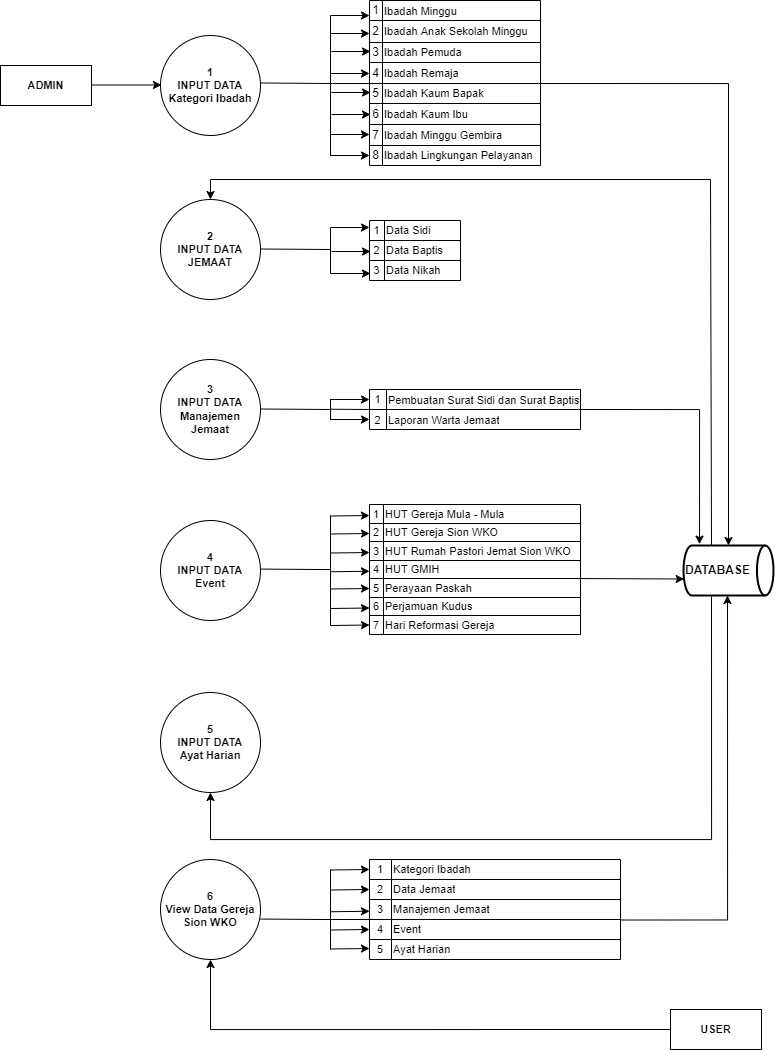 ADMIN
1
INPUT DATA
Kategori Ibadah
1 Ibadah Minggu
2 Ibadah Anak Sekolah Minggu
3 Ibadah Pemuda
4 Ibadah Remaja
5 Ibadah Kaum Bapak
6 Ibadah Kaum Ibu
7 Ibadah Minggu Gembira
8 Ibadah Lingkungan Pelayanan
2
INPUT DATA
JEMAAT
1 Data Sidi
2 Data Baptis
3 Data Nikah
3
INPUT DATA
Manajemen
Jemaat
1 Pembuatan Surat Sidi dan Surat Baptis
2 Laporan Warta Jemaat
4
INPUT DATA
Event
1 HUT Gereja Mula - Mula
2 HUT Gereja Sion WKO
3 HUT Rumah Pastori Jemat Sion WKO
4 HUT GMIH
5 Perayaan Paskah
6 Perjamuan Kudus
7 Hari Reformasi Gereja
DATABASE
5
INPUT DATA
Ayat Harian
6
View Data Gereja
Sion WKO
1 Kategori Ibadah
2 Data Jemaat
3 Manajemen Jemaat
4 Event
5 Ayat Harian
USER